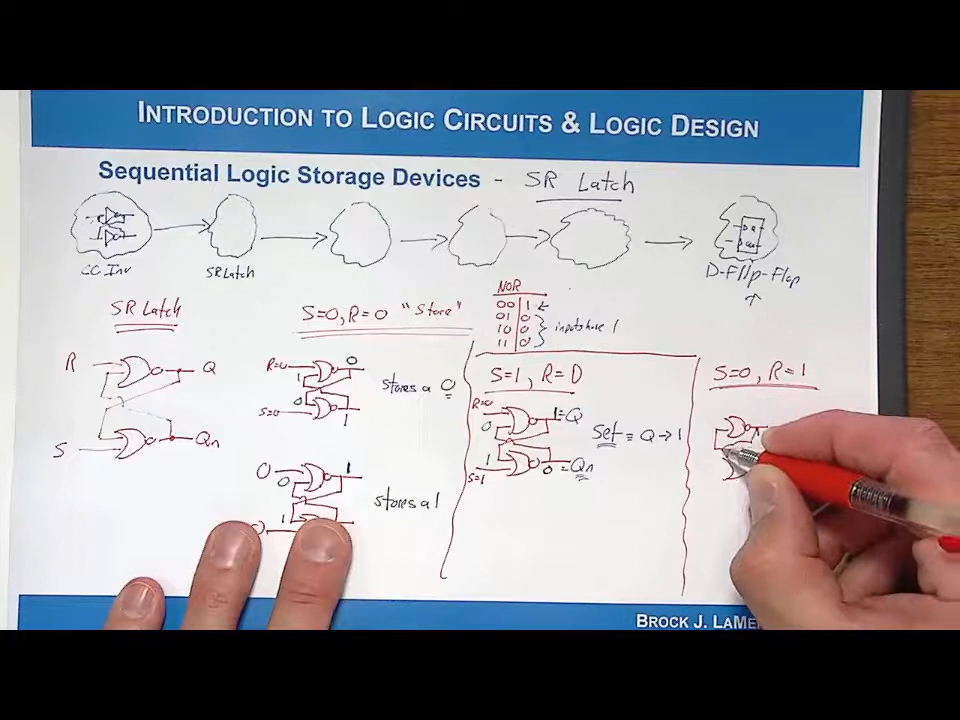 INTRODUCTION TO LOGIC CIRCUITS & LOGIC DESIGN
Sequential Logic Storage Devices - SR Latch
CC Inv
SR Latch
D-Flip-Flop
D Q
SR Latch
R
Q
S
Qn
S=0, R=0 "Store"
R=0
0
1
0
S=0
1
stores a 0
0
0
1
1
stores a 1
NOR
00 1
01 0
10 0
11 0
inputs have 1
S=1, R=0
R=0
0
1=Q
1
S=1
0=Qn
Set = Q→1
S=0, R=1
BROCK J. LAME